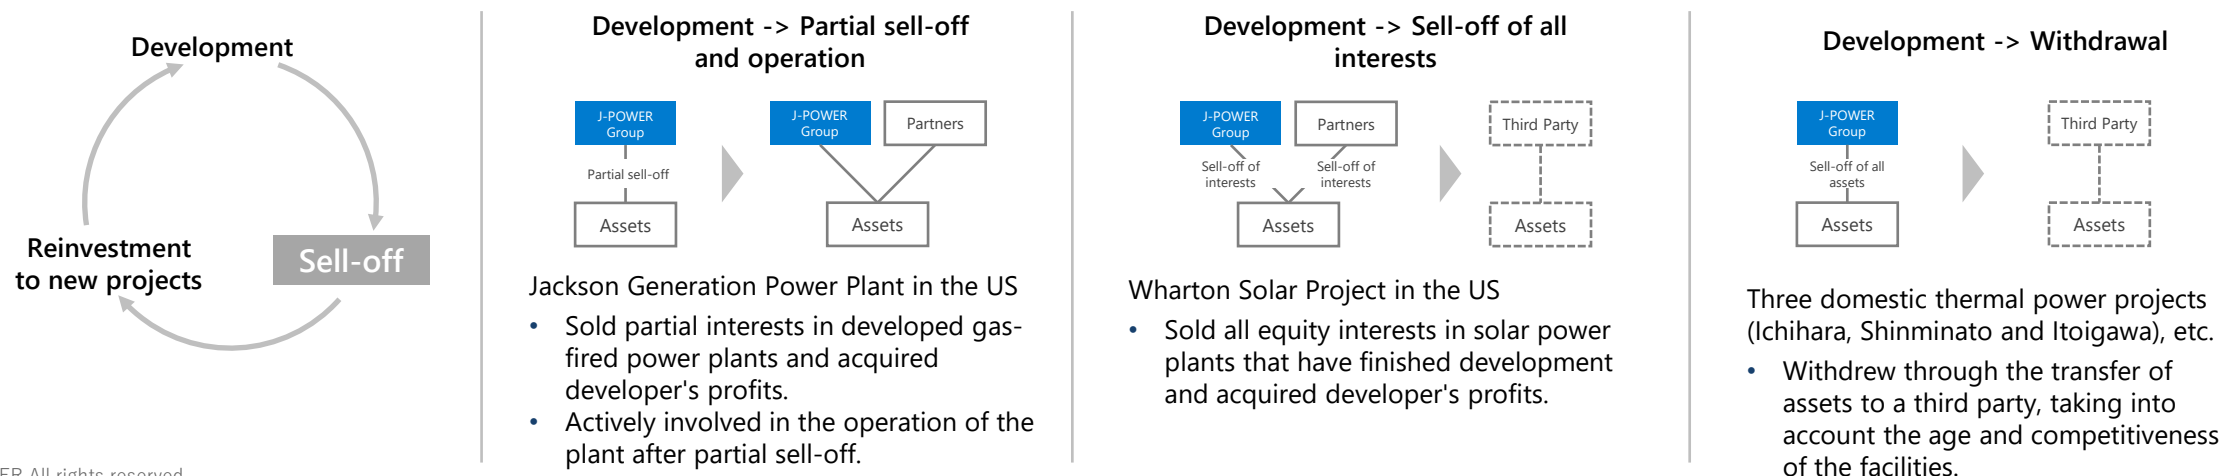 Development
Reinvestment
to new projects
Sell-off
Development -> Partial sell-off
and operation
J-POWER
Group
Partial sell-off
Assets
J-POWER
Group
Partners
Assets
Jackson Generation Power Plant in the US
• Sold partial interests in developed gas-
fired power plants and acquired
developer's profits.
• Actively involved in the operation of the
plant after partial sell-off.
Development -> Sell-off of all
interests
J-POWER
Group
Partners
Sell-off of
interests
Sell-off of
interests
Assets
Third Party
Assets
Wharton Solar Project in the US
• Sold all equity interests in solar power
plants that have finished development
and acquired developer's profits.
Development -> Withdrawal
J-POWER
Group
Sell-off of all
assets
Assets
Third Party
Assets
Three domestic thermal power projects
(Ichihara, Shinminato and Itoigawa), etc.
• Withdrew through the transfer of
assets to a third party, taking into
account the age and competitiveness
of the facilities.
ER All rights reserved